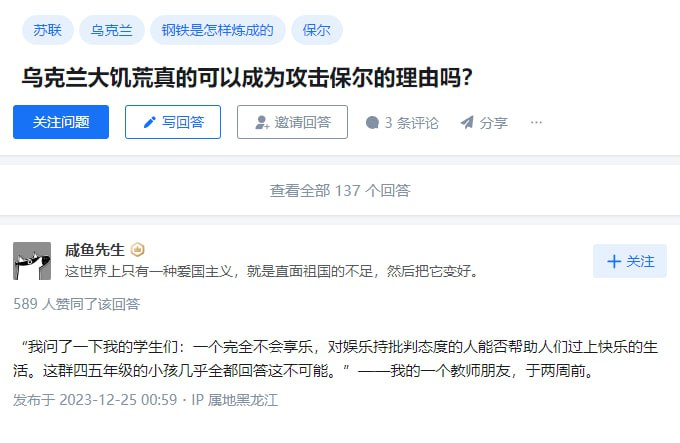 苏联 乌克兰 钢铁是怎样炼成的 保尔
乌克兰大饥荒真的可以成为攻击保尔的理由吗？
关注问题 写回答 邀请回答 3 条评论 分享 ...
查看全部 137 个回答
咸鱼先生
这世界上只有一种爱国主义，就是直面祖国的不足，然后把它变好。
+ 关注
589 人赞同了该回答
“我问了一下我的学生们：一个完全不会享乐，对娱乐持批判态度的人能否帮助人们过上快乐的生
活。这群四五年级的小孩几乎全都回答这不可能。”——我的一个教师朋友，于两周前。
发布于 2023-12-25 00:59・IP 属地黑龙江